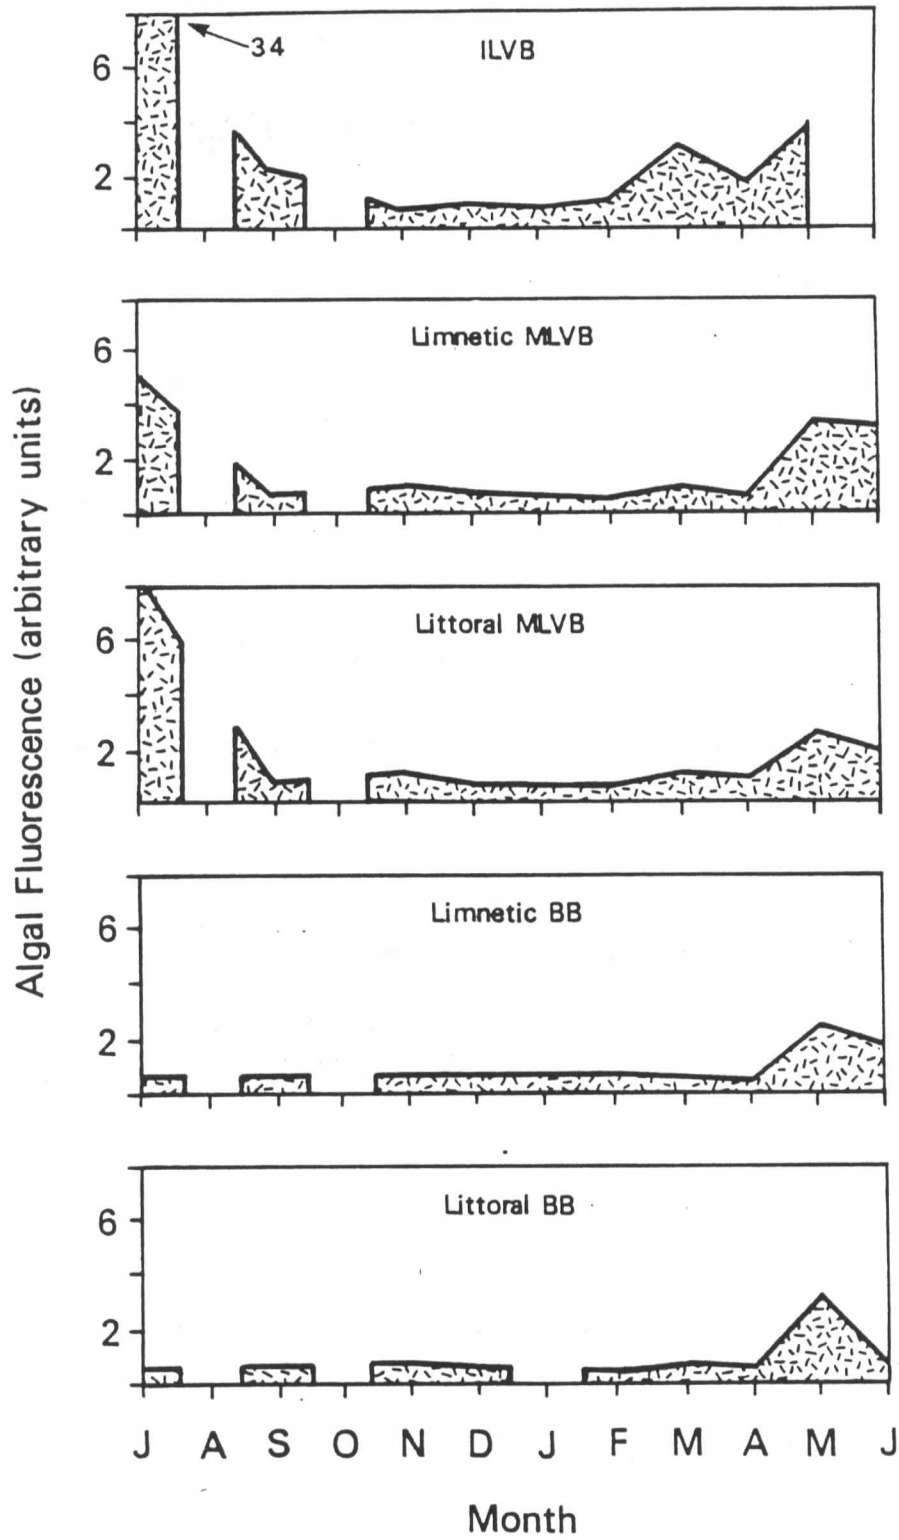 34
ILVB
6
2
Limnetic MLVB
6
2
Littoral MLVB
6
2
Limnetic BB
6
2
Littoral BB
6
2
J A S O N D J F M A M J
Month
Algal Fluorescence (arbitrary units)